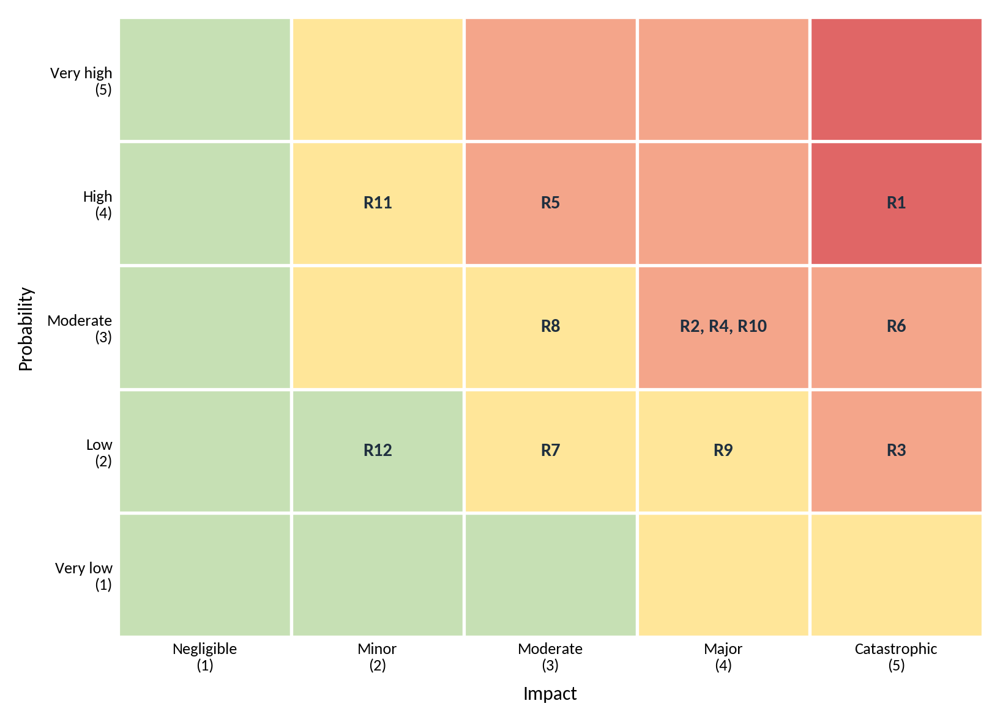 Very high
(5)
High
(4)
R11
R5
R1
Probability
Moderate
(3)
R8
R2, R4, R10
R6
Low
(2)
R12
R7
R9
R3
Very low
(1)
Negligible
(1)
Minor
(2)
Moderate
(3)
Major
(4)
Catastrophic
(5)
Impact